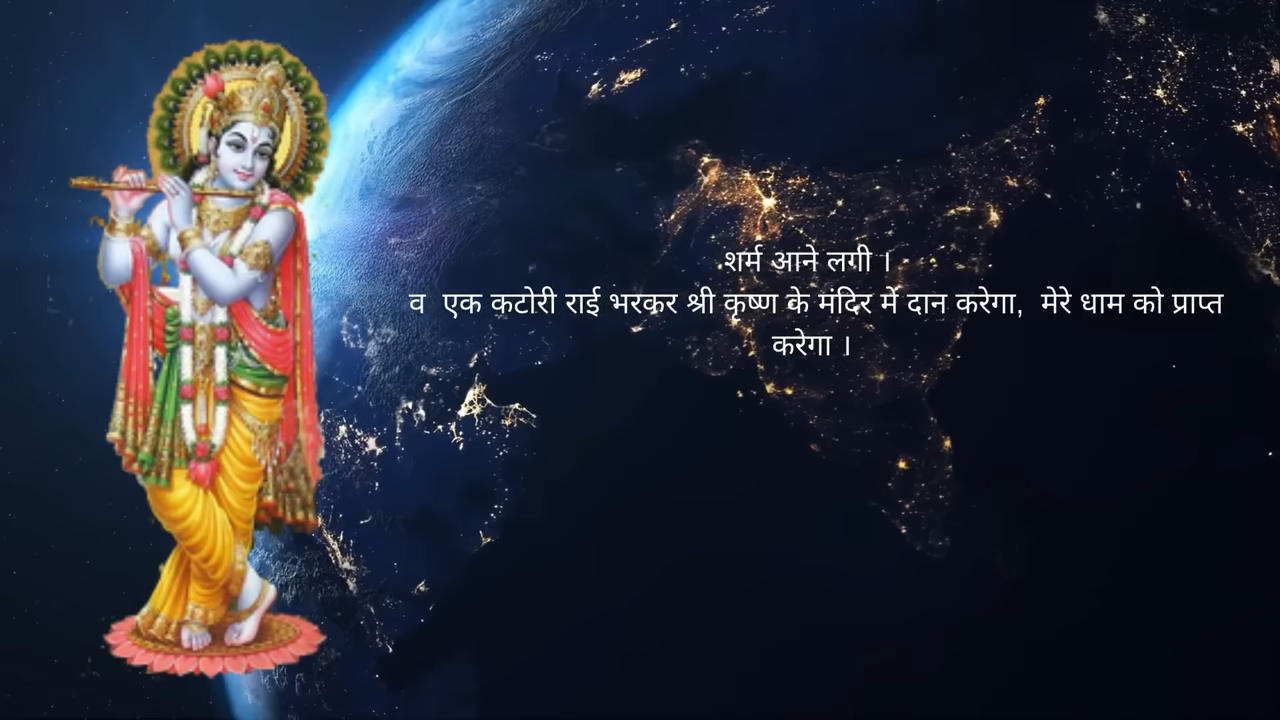 शर्म आने लगी ।
व एक कटोरी राई भरकर श्री कृष्ण के मंदिर में दान करेगा, मेरे धाम को प्राप्त
करेगा ।